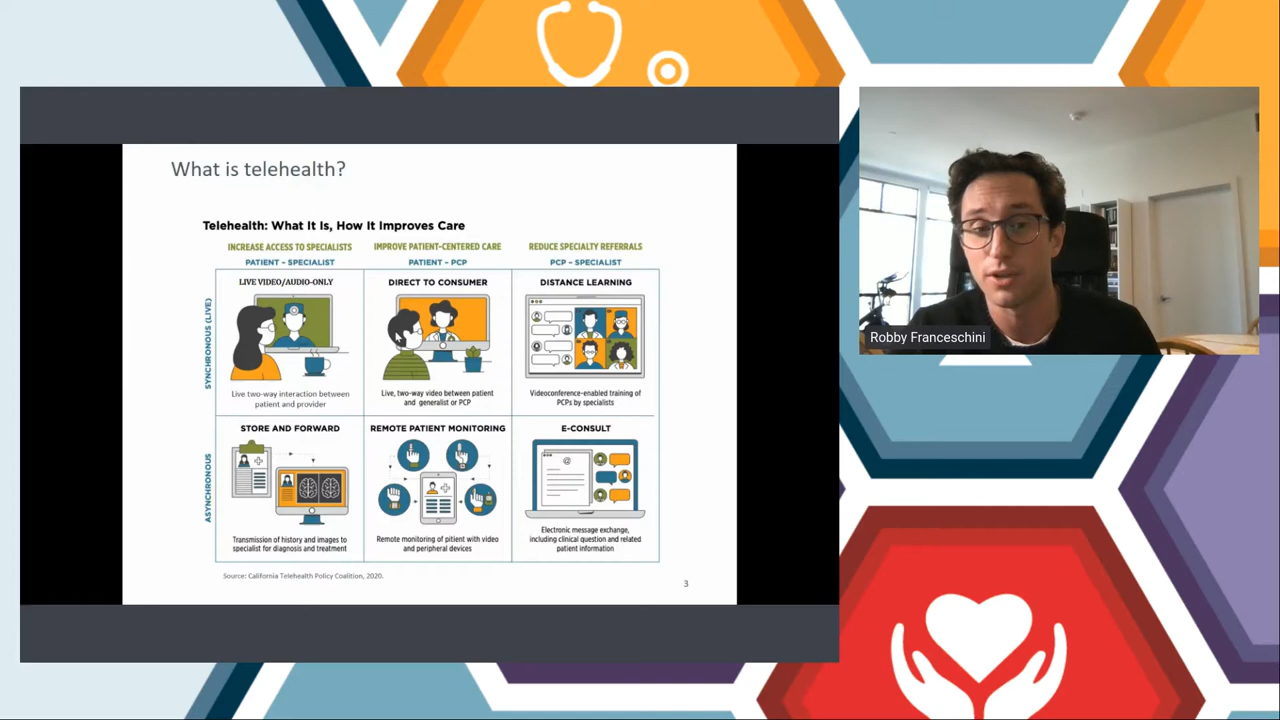 What is telehealth?
Telehealth: What It Is, How It Improves Care
INCREASE ACCESS TO SPECIALISTS
IMPROVE PATIENT-CENTERED CARE
REDUCE SPECIALTY REFERRALS
PATIENT – SPECIALIST
PATIENT – PCP
PCP – SPECIALIST
SYNCHRONOUS (LIVE)
LIVE VIDEO/AUDIO-ONLY
Live two-way interaction between
patient and provider
DIRECT TO CONSUMER
Live, two-way video between patient
and generalist or PCP
DISTANCE LEARNING
Videoconference-enabled training of
PCPs by specialists
ASYNCHRONOUS
STORE AND FORWARD
Transmission of history and images to
specialist for diagnosis and treatment
REMOTE PATIENT MONITORING
Remote monitoring of pitient with video
and peripheral devices
E-CONSULT
@
Electronic message exchange,
including clinical question and related
patient information
Source: California Telehealth Policy Coalition, 2020.
3
Robby Franceschini